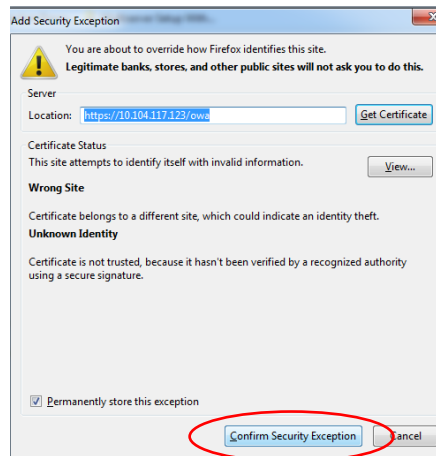 Add Security Exception
You are about to override how Firefox identifies this site.
Legitimate banks, stores, and other public sites will not ask you to do this.
Server
Location: https://10.104.117.123/owa Get Certificate
Certificate Status
This site attempts to identify itself with invalid information. View...
Wrong Site
Certificate belongs to a different site, which could indicate an identity theft.
Unknown Identity
Certificate is not trusted, because it hasn't been verified by a recognized authority
using a secure signature.
Permanently store this exception
Confirm Security Exception Cancel